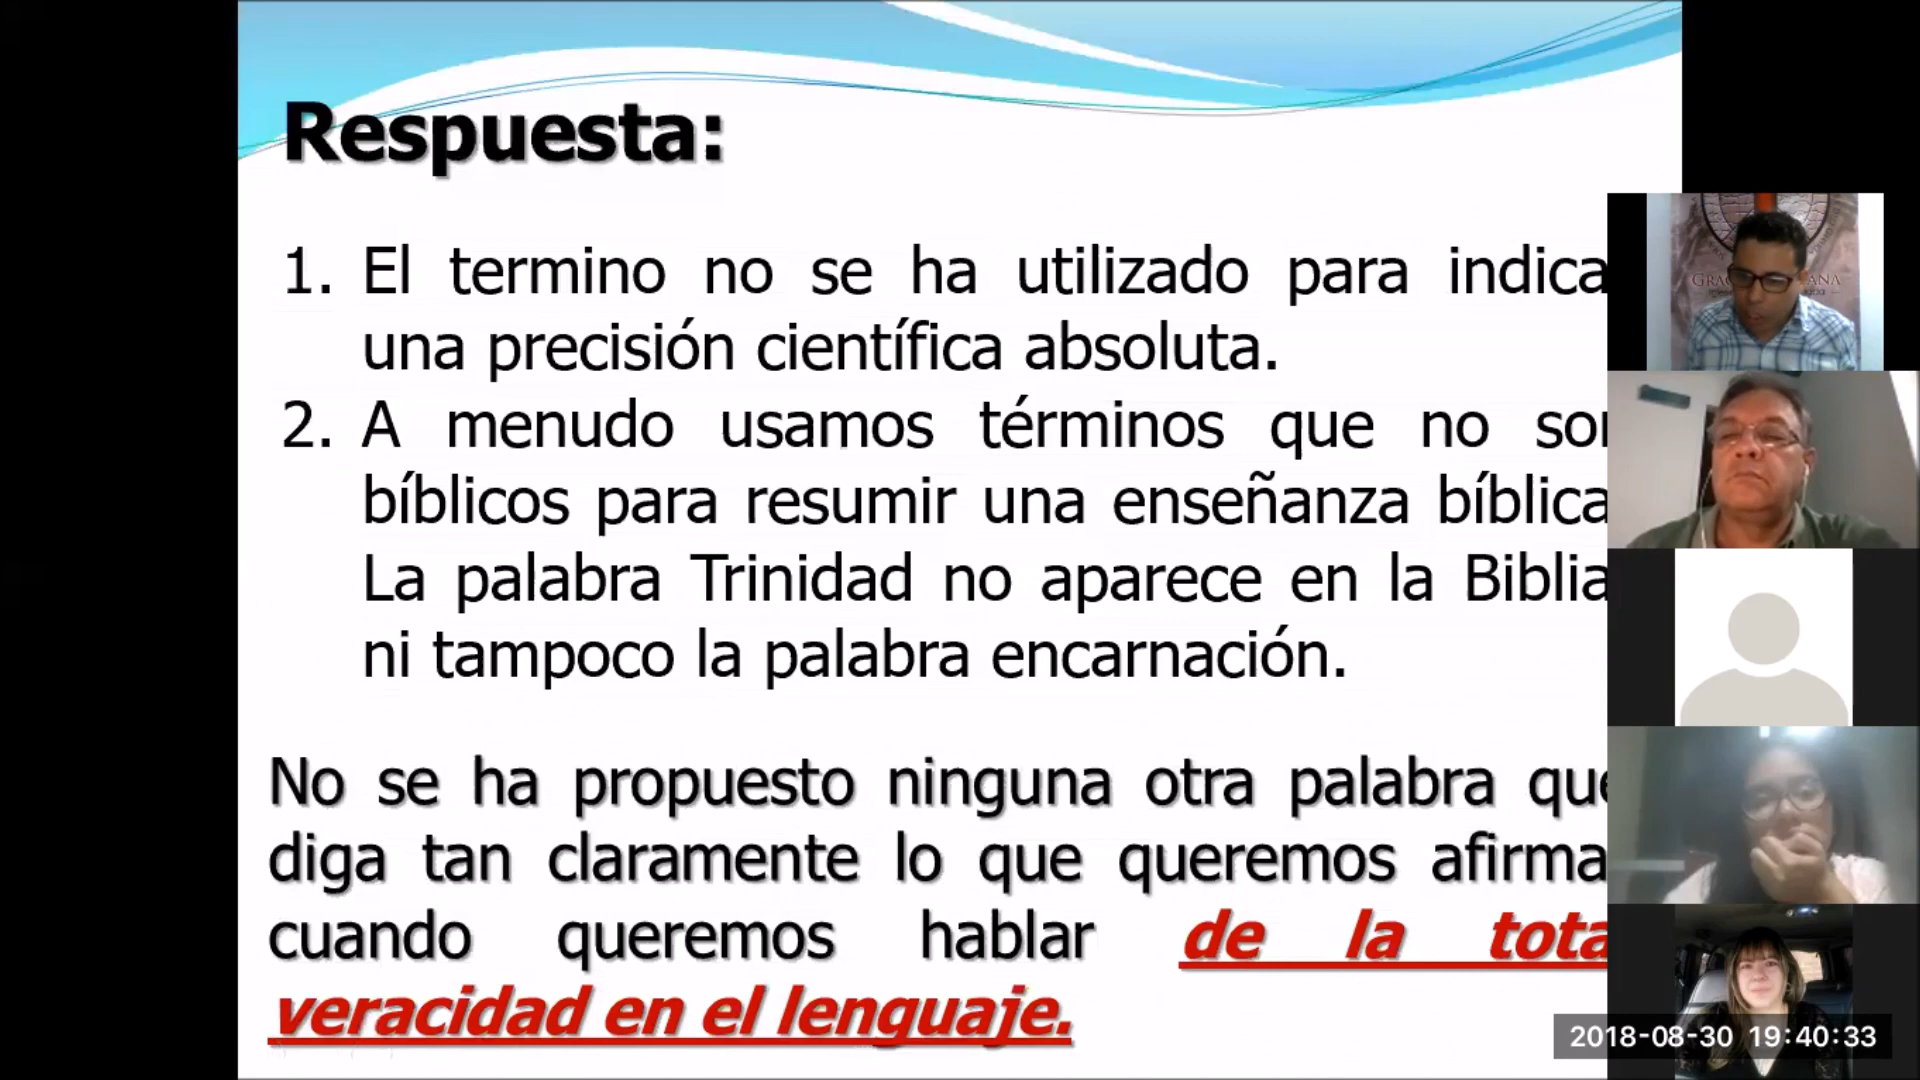 Respuesta:
1. El termino no se ha utilizado para indica
una precisión científica absoluta.
2. A menudo usamos términos que no son
bíblicos para resumir una enseñanza bíblica
La palabra Trinidad no aparece en la Biblia
ni tampoco la palabra encarnación.
No se ha propuesto ninguna otra palabra que
diga tan claramente lo que queremos afirma
cuando queremos hablar de la tota
veracidad en el lenguaje.
2018-08-30 19:40:33